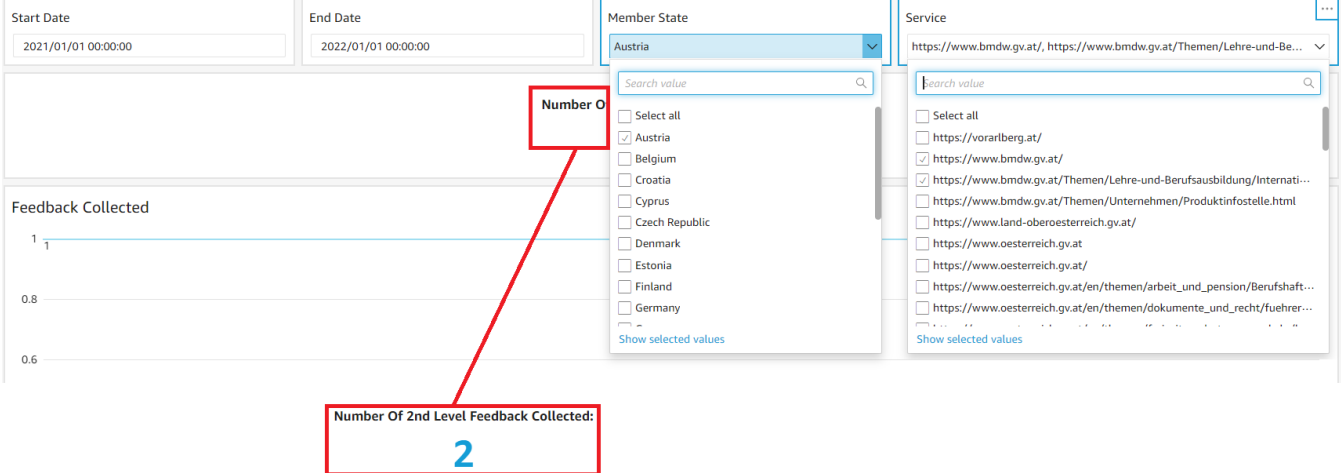 Start Date
End Date
Member State
Service
2021/01/01 00:00:00
2022/01/01 00:00:00
Austria
https://www.bmdw.gv.at/, https://www.bmdw.gv.at/Themen/Lehre-und-Be...
Search value
Search value
Number O
Select all
Austria
Belgium
Croatia
Cyprus
Czech Republic
Denmark
Estonia
Finland
Germany
Show selected values
Select all
https://vorarlberg.at/
https://www.bmdw.gv.at/
https://www.bmdw.gv.at/Themen/Lehre-und-Berufsausbildung/Internati...
https://www.bmdw.gv.at/Themen/Unternehmen/Produktinfostelle.html
https://www.land-oberoesterreich.gv.at/
https://www.oesterreich.gv.at
https://www.oesterreich.gv.at/
https://www.oesterreich.gv.at/en/themen/arbeit_und_pension/Berufshaft...
https://www.oesterreich.gv.at/en/themen/dokumente_und_recht/fuehrer...
Show selected values
Feedback Collected
1
1
0.8
0.6
Number Of 2nd Level Feedback Collected:
2